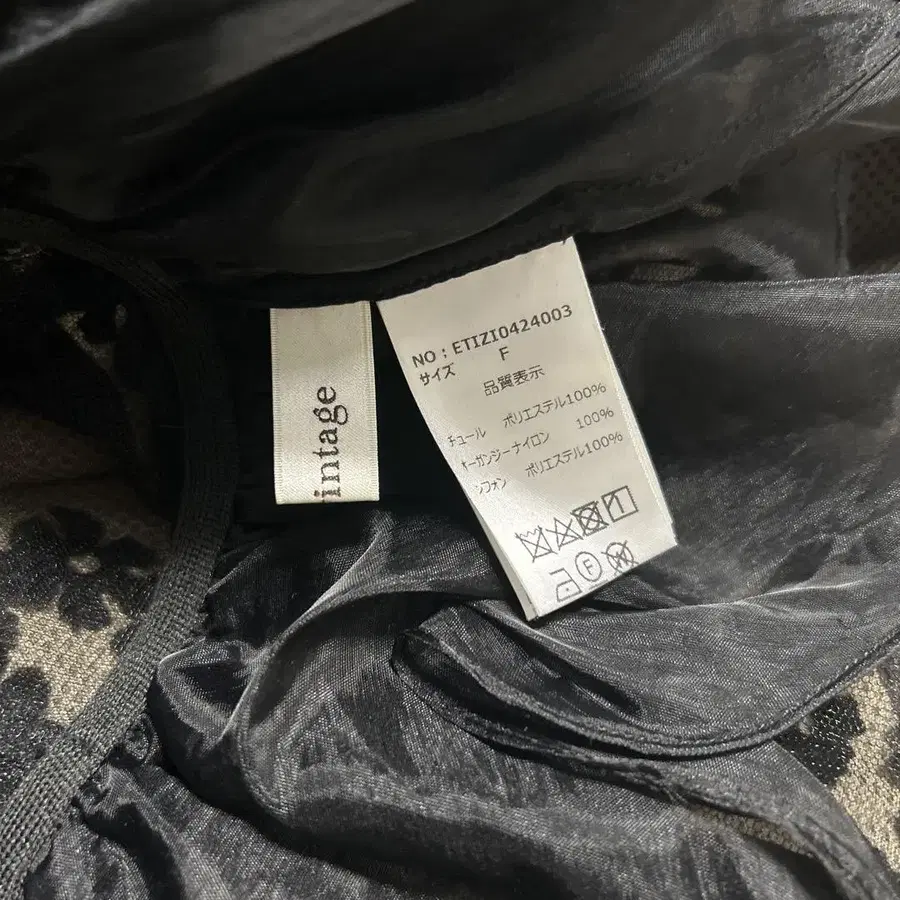 intage
NO ; ETIZI0424003
サイズ F
品質表示
チュール ポリエステル100%
ーガンジーナイロン 100%
シフォン ポリエステル100%
F